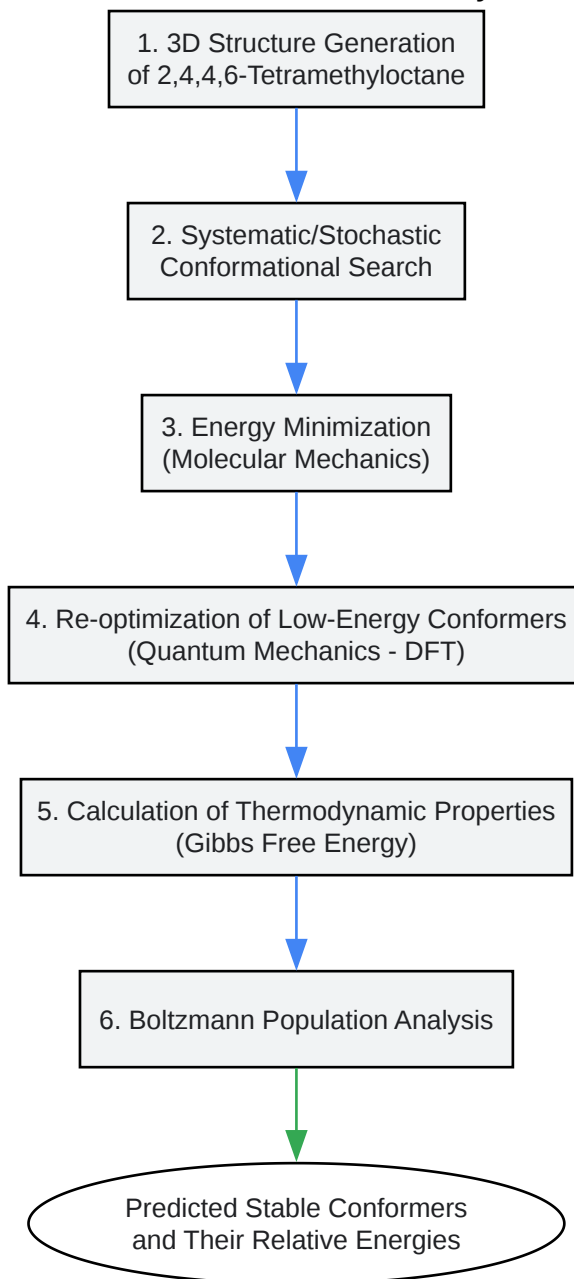 1. 3D Structure Generation
of 2,4,4,6-Tetramethyloctane
2. Systematic/Stochastic
Conformational Search
3. Energy Minimization
(Molecular Mechanics)
4. Re-optimization of Low-Energy Conformers
(Quantum Mechanics - DFT)
5. Calculation of Thermodynamic Properties
(Gibbs Free Energy)
6. Boltzmann Population Analysis
Predicted Stable Conformers
and Their Relative Energies